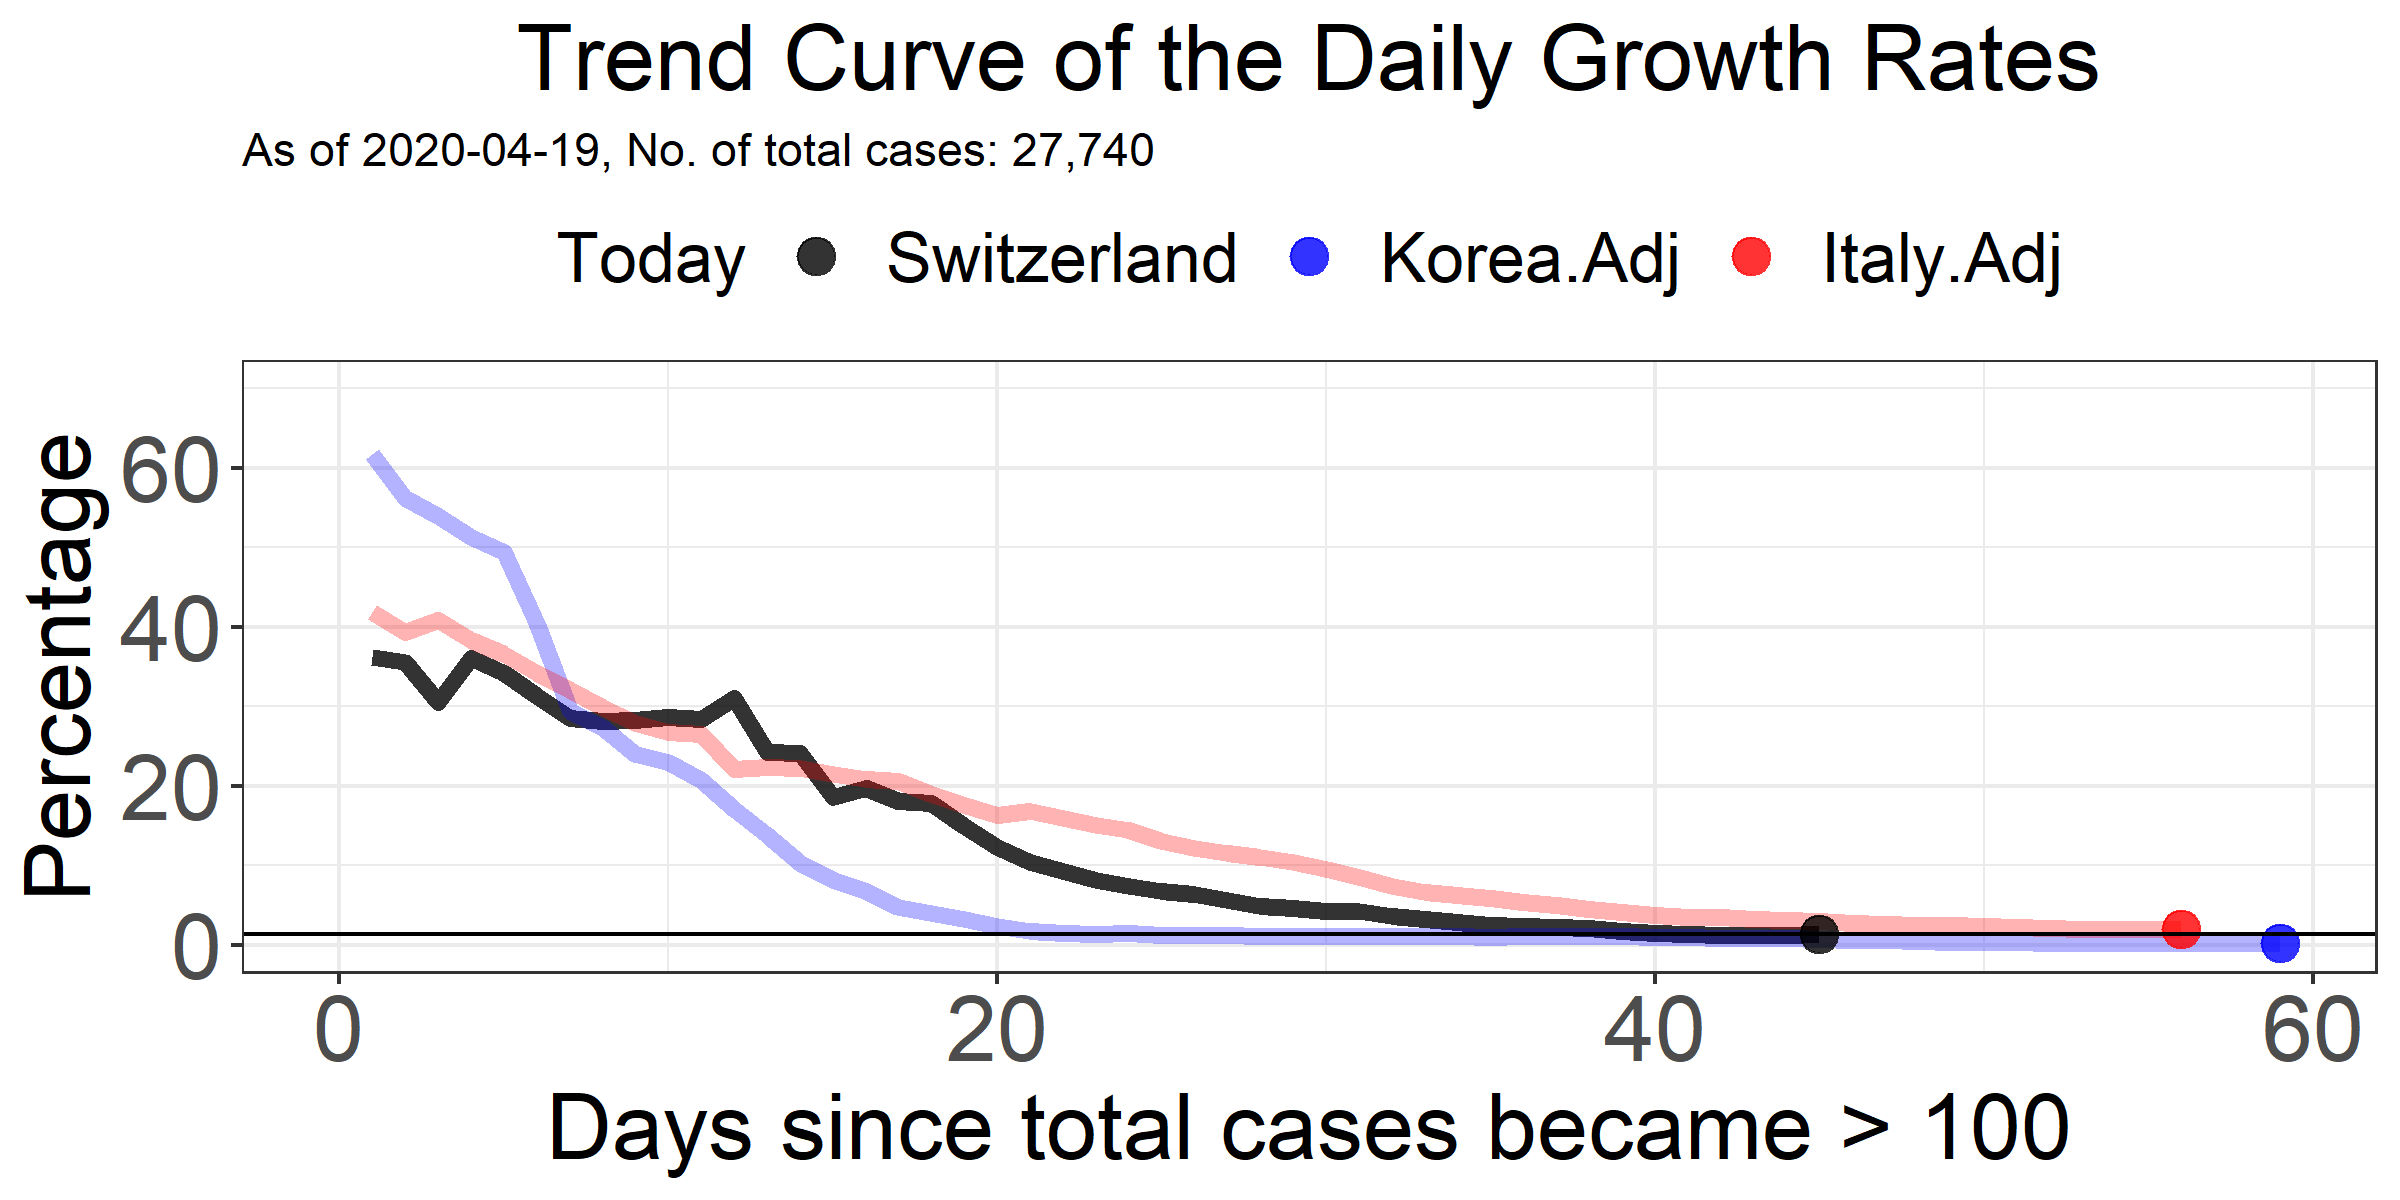 Trend Curve of the Daily Growth Rates
As of 2020-04-19, No. of total cases: 27,740
Today Switzerland Korea.Adj Italy.Adj
Percentage
60
40
20
0
0 20 40 60
Days since total cases became > 100